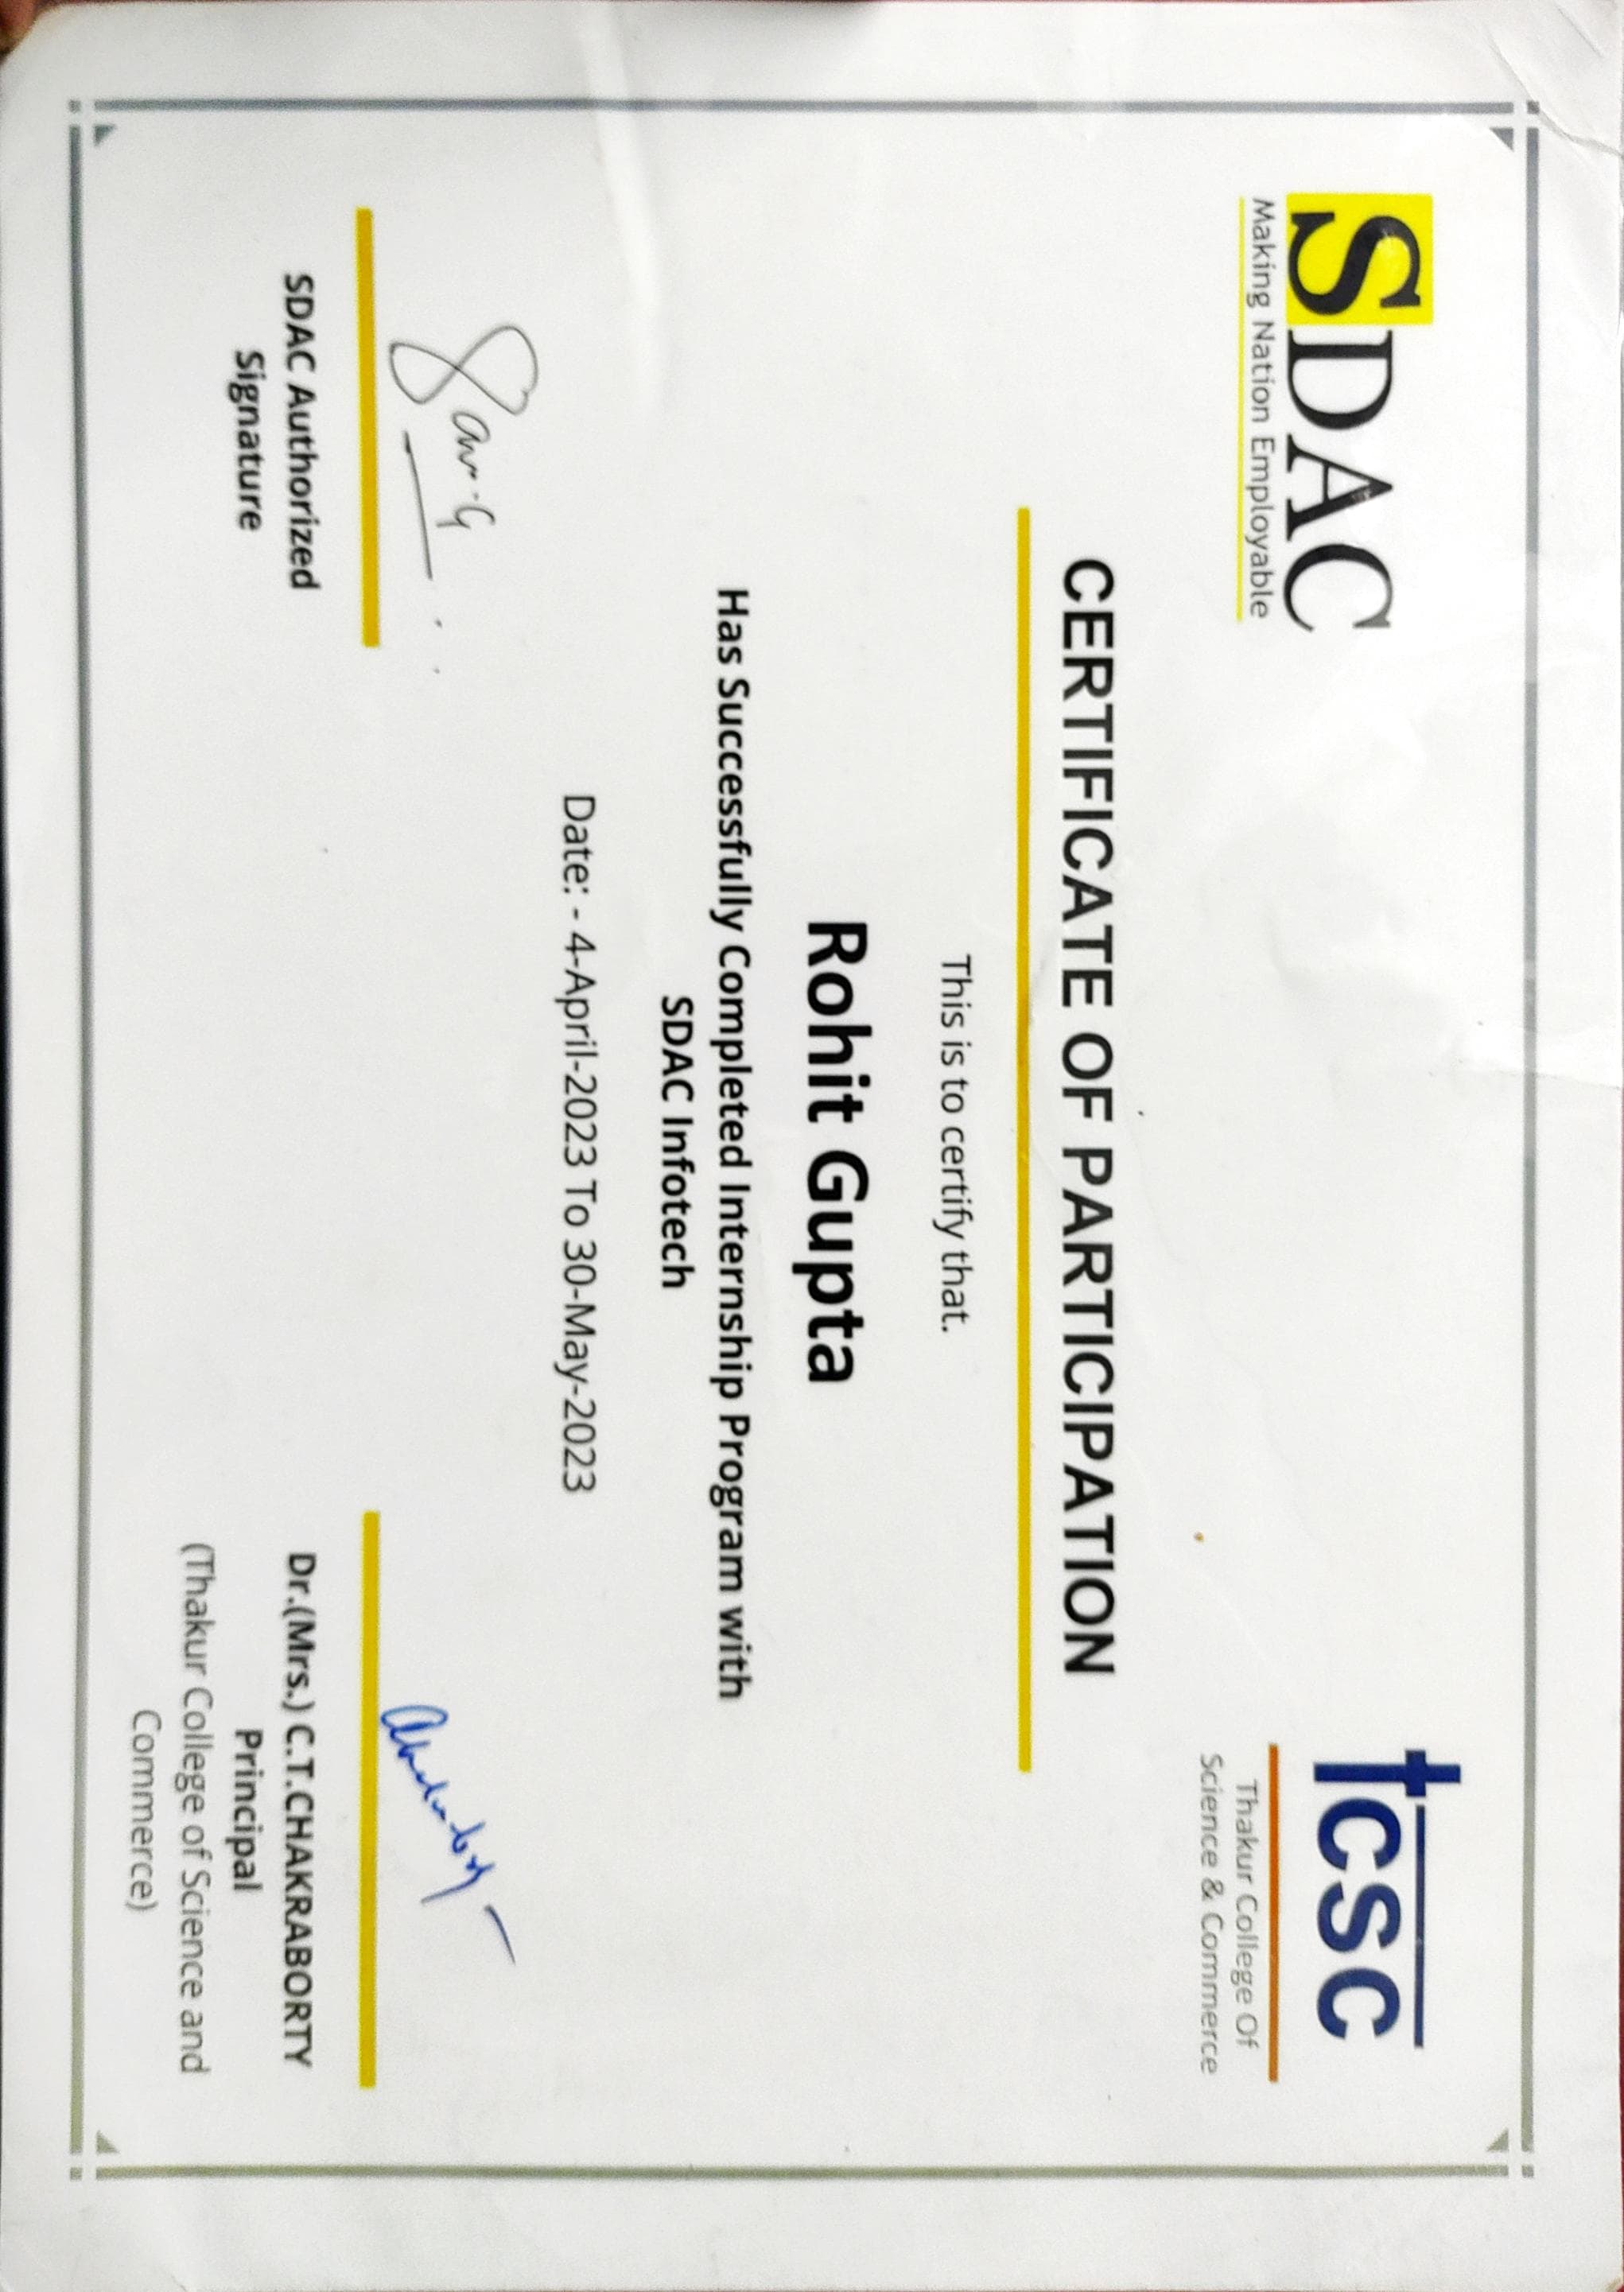 SDAC
Making Nation Employable
tcsc
Thakur College Of
Science & Commerce
CERTIFICATE OF PARTICIPATION
This is to certify that.
Rohit Gupta
Has Successfully Completed Internship Program with
SDAC Infotech
Date: - 4-April-2023 To 30-May-2023
SDAC Authorized
Signature
Dr.(Mrs.) C.T.CHAKRABORTY
Principal
(Thakur College of Science and
Commerce)